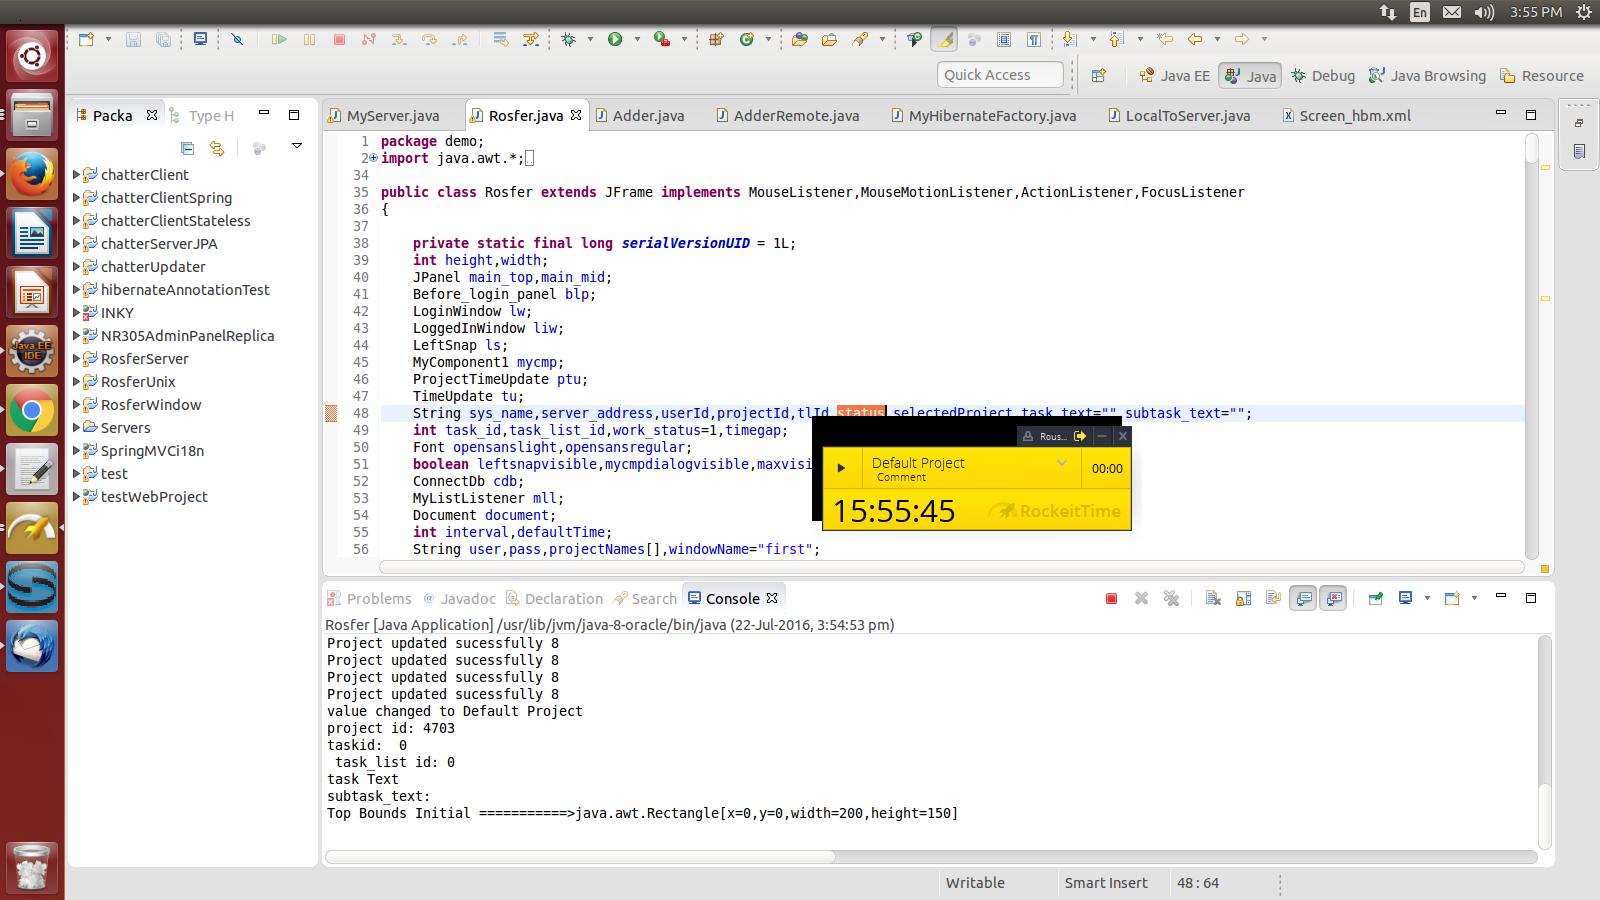 En 3:55 PM
Quick Access Java EE Java Debug Java Browsing Resource
Packa Type H
MyServer.java Rosfer.java Adder.java AdderRemote.java MyHibernateFactory.java LocalToServer.java Screen_hbm.xml
chatterClient
chatterClientSpring
chatterClientStateless
chatterServerJPA
chatterUpdater
hibernateAnnotationTest
INKY
NR305AdminPanelReplica
RosferServer
RosferUnix
RosferWindow
Servers
SpringMVCi18n
test
testWebProject
1 package demo;
2 import java.awt.*;
34
35 public class Rosfer extends JFrame implements MouseListener,MouseMotionListener,ActionListener,FocusListener
36 {
37
38 private static final long serialVersionUID = 1L;
39 int height,width;
40 JPanel main_top,main_mid;
41 Before_login_panel blp;
42 LoginWindow lw;
43 LoggedInWindow liw;
44 LeftSnap ls;
45 MyComponent1 mycmp;
46 ProjectTimeUpdate ptu;
47 TimeUpdate tu;
48 String sys_name,server_address,userId,projectId,tlId,status,selectedProject,task_text="",subtask_text="";
49 int task_id,task_list_id,work_status=1,timegap;
50 Font opensanslight,opensansregular;
51 boolean leftsnapvisible,mycmpdialogvisible,maxvisi
52 ConnectDb cdb;
53 MyListListener mll;
54 Document document;
55 int interval,defaultTime;
56 String user,pass,projectNames[],windowName="first";
Rous...
Default Project
Comment
00:00
15:55:45 RockeitTime
Java EE IDE
Problems Javadoc Declaration Search Console
Rosfer [Java Application] /usr/lib/jvm/java-8-oracle/bin/java (22-Jul-2016, 3:54:53 pm)
Project updated sucessfully 8
Project updated sucessfully 8
Project updated sucessfully 8
Project updated sucessfully 8
value changed to Default Project
project id: 4703
taskid: 0
task_list id: 0
task Text
subtask_text:
Top Bounds Initial ===========>java.awt.Rectangle[x=0,y=0,width=200,height=150]
Writable Smart Insert 48 : 64